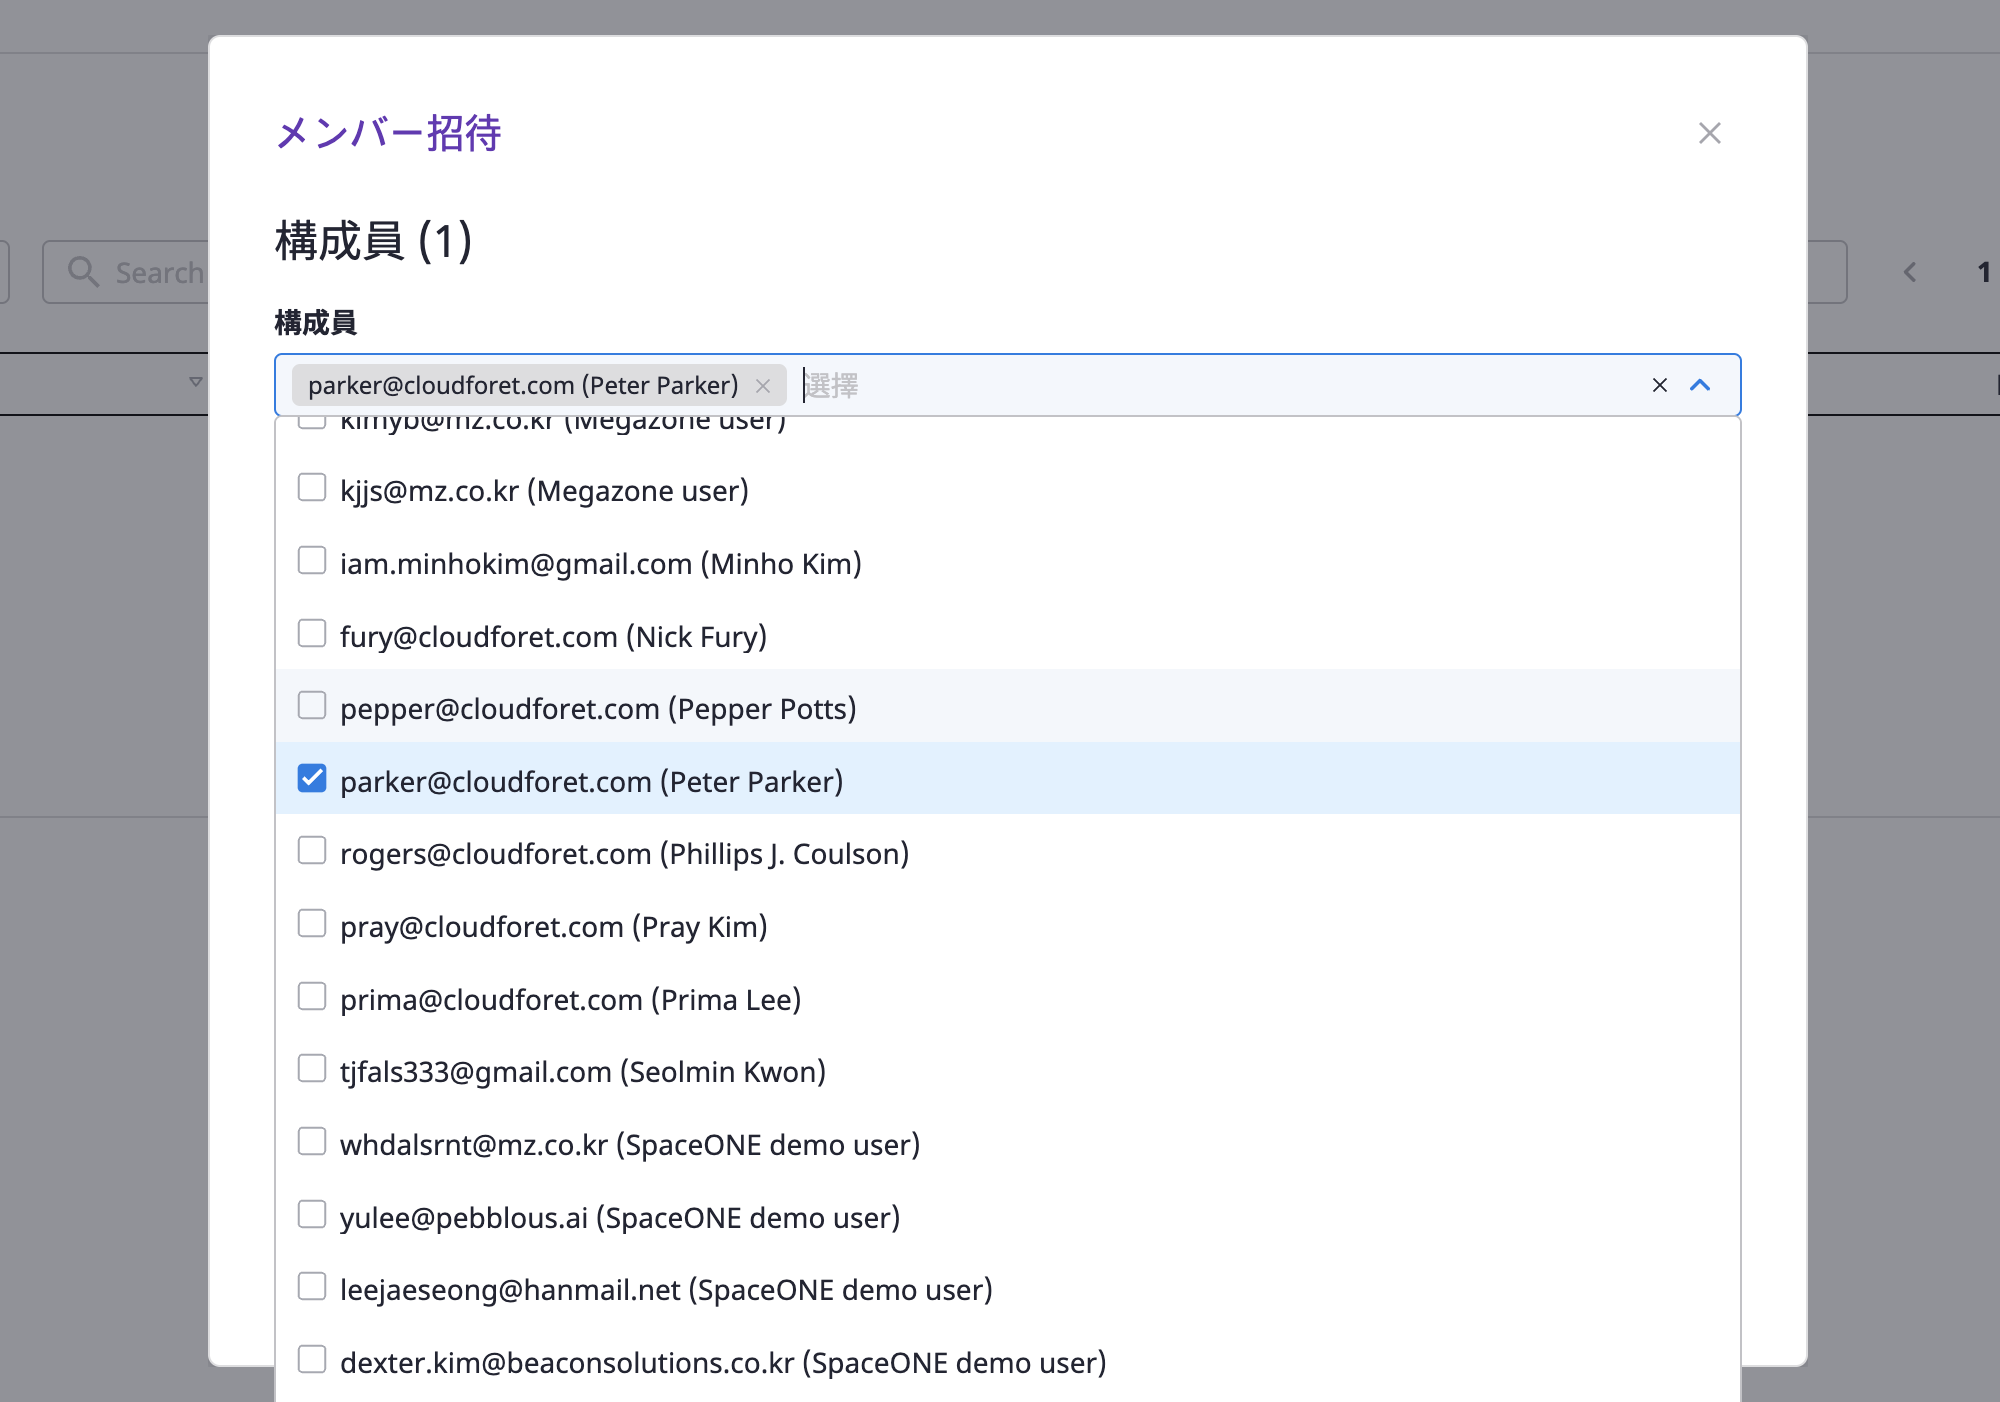 メンバー招待
構成員 (1)
Search
1
構成員
parker@cloudforet.com (Peter Parker)
選擇
kimyb@mz.co.kr (Megazone user)
kjjs@mz.co.kr (Megazone user)
iam.minhokim@gmail.com (Minho Kim)
fury@cloudforet.com (Nick Fury)
pepper@cloudforet.com (Pepper Potts)
parker@cloudforet.com (Peter Parker)
rogers@cloudforet.com (Phillips J. Coulson)
pray@cloudforet.com (Pray Kim)
prima@cloudforet.com (Prima Lee)
tjfals333@gmail.com (Seolmin Kwon)
whdalsrnt@mz.co.kr (SpaceONE demo user)
yulee@pebblous.ai (SpaceONE demo user)
leejaeseong@hanmail.net (SpaceONE demo user)
dexter.kim@beaconsolutions.co.kr (SpaceONE demo user)